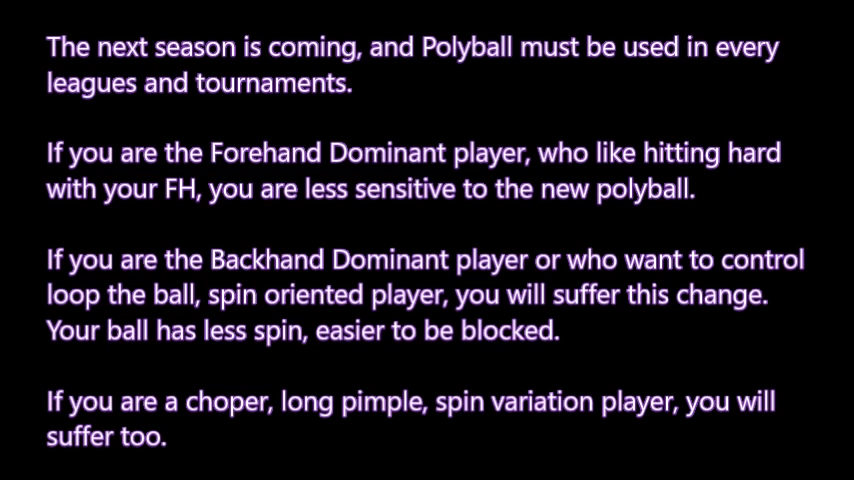 The next season is coming, and Polyball must be used in every
leagues and tournaments.
If you are the Forehand Dominant player, who like hitting hard
with your FH, you are less sensitive to the new polyball.
If you are the Backhand Dominant player or who want to control
loop the ball, spin oriented player, you will suffer this change.
Your ball has less spin, easier to be blocked.
If you are a choper, long pimple, spin variation player, you will
suffer too.